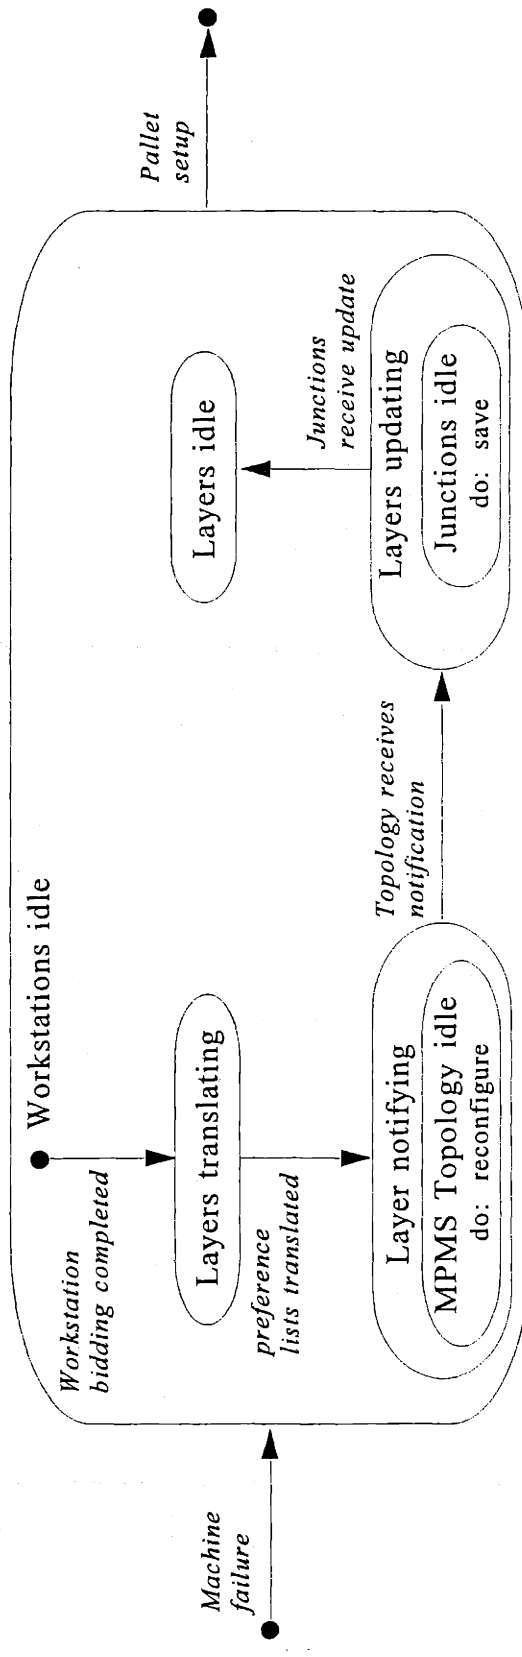 Machine
failure
Workstation
bidding completed
Workstations idle
Layers translating
preference
lists translated
Layer notifying
MPMS Topology idle
do: reconfigure
Topology receives
notification
Layers updating
Junctions idle
do: save
Junctions
receive update
Layers idle
Pallet
setup